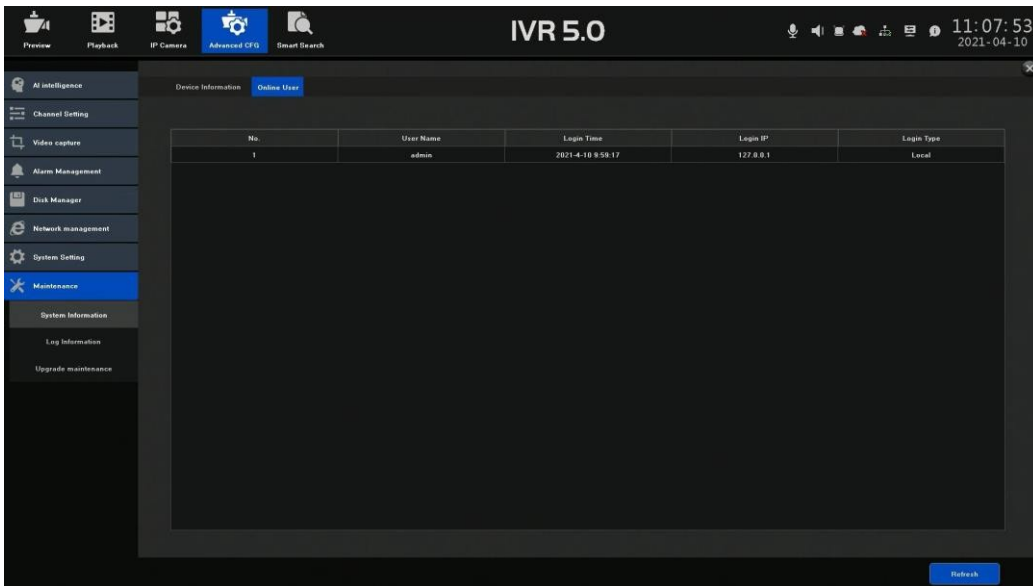 Preview Playback IP Camera Advanced CFG Smart Search IVR 5.0 11:07:53
2021-04-10
AI intelligence
Channel Setting
Video capture
Alarm Management
Disk Manager
Network management
System Setting
Maintenance
System Information
Log Information
Upgrade maintenance
Device Information Online User
No. User Name Login Time Login IP Login Type
1 admin 2021-4-10 9:59:17 127.0.0.1 Local
Refresh